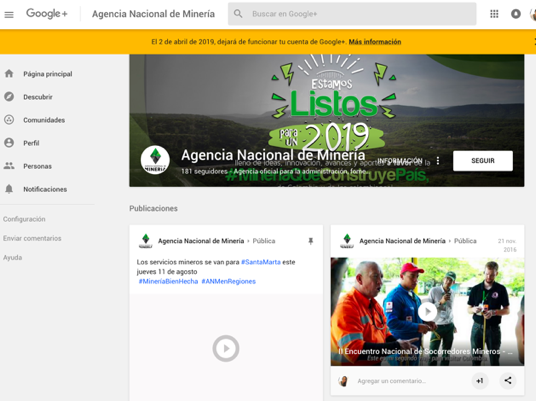 Google+ Agencia Nacional de Minería Buscar en Google+
El 2 de abril de 2019, dejará de funcionar tu cuenta de Google+. Más información
Página principal
Descubrir
Comunidades
Perfil
Personas
Notificaciones
Configuración
Enviar comentarios
Ayuda
ESTAMOS
Listos
PARA
UN 2019
lleno de ideas, innovación, avances y aportes a favor de la
#MineríaQueConstruyePaís
MINERÍA
Agencia Nacional de Minería
181 seguidores - Agencia oficial para la administración, fome
INFORMACIÓN
SEGUIR
Publicaciones
Agencia Nacional de Minería › Pública
Los servicios mineros se van para #SantaMarta este
jueves 11 de agosto
#MineríaBienHecha #ANMenRegiones
Agencia Nacional de Minería › Pública
21 nov.
2016
II Encuentro Nacional de Socorredores Mineros - ...
Agregar un comentario...
+1